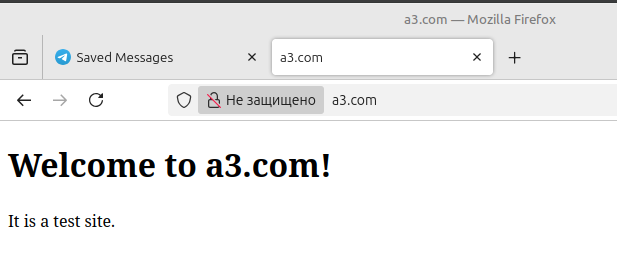 a3.com — Mozilla Firefox
Saved Messages
a3.com
Не защищено
a3.com
Welcome to a3.com!
It is a test site.